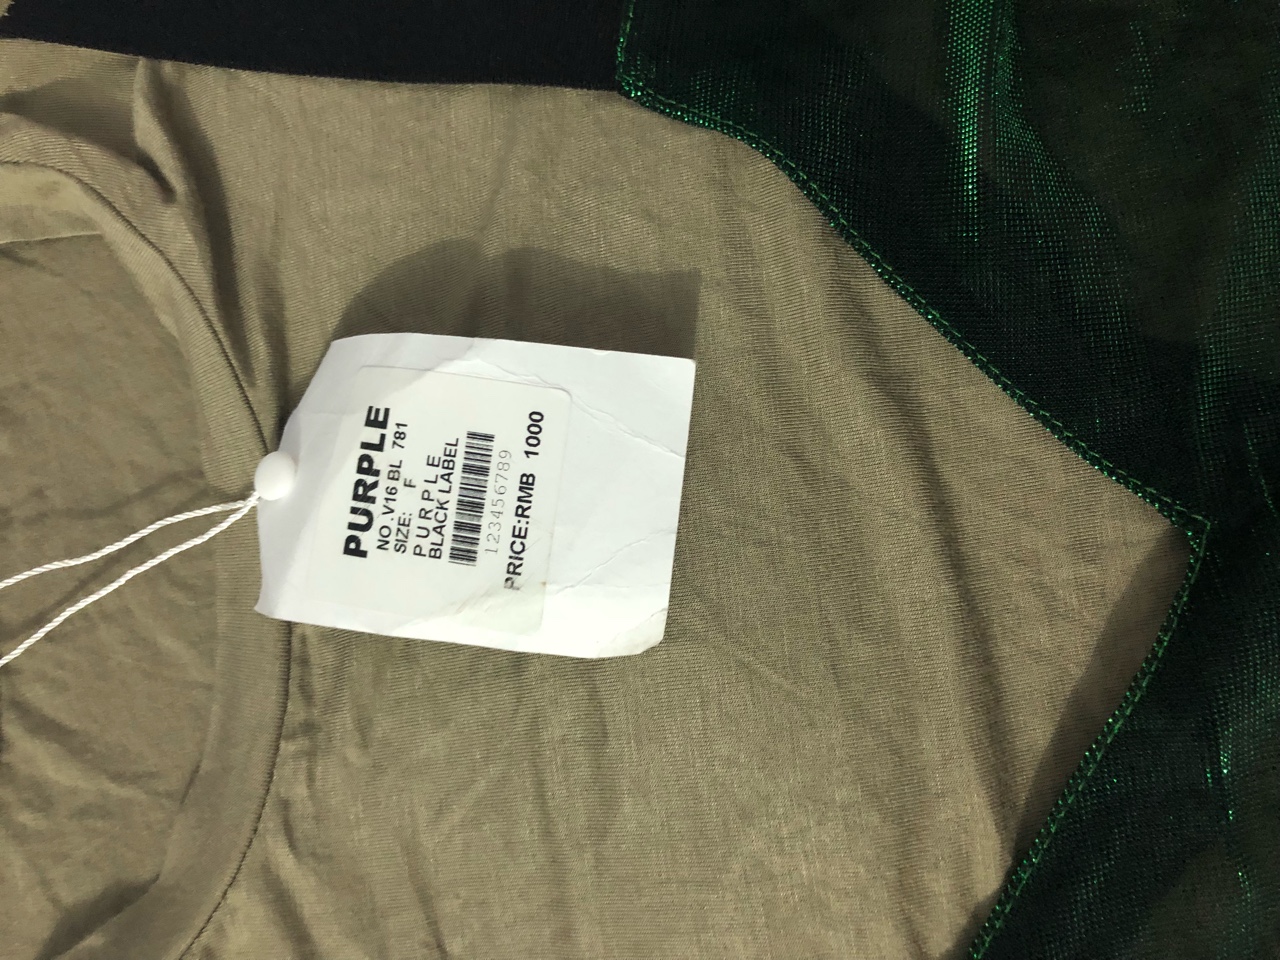 PURPLE
NO.V16 BL 781
SIZE: F
PURPLE
BLACK LABEL
123456789
PRICE:RMB 1000